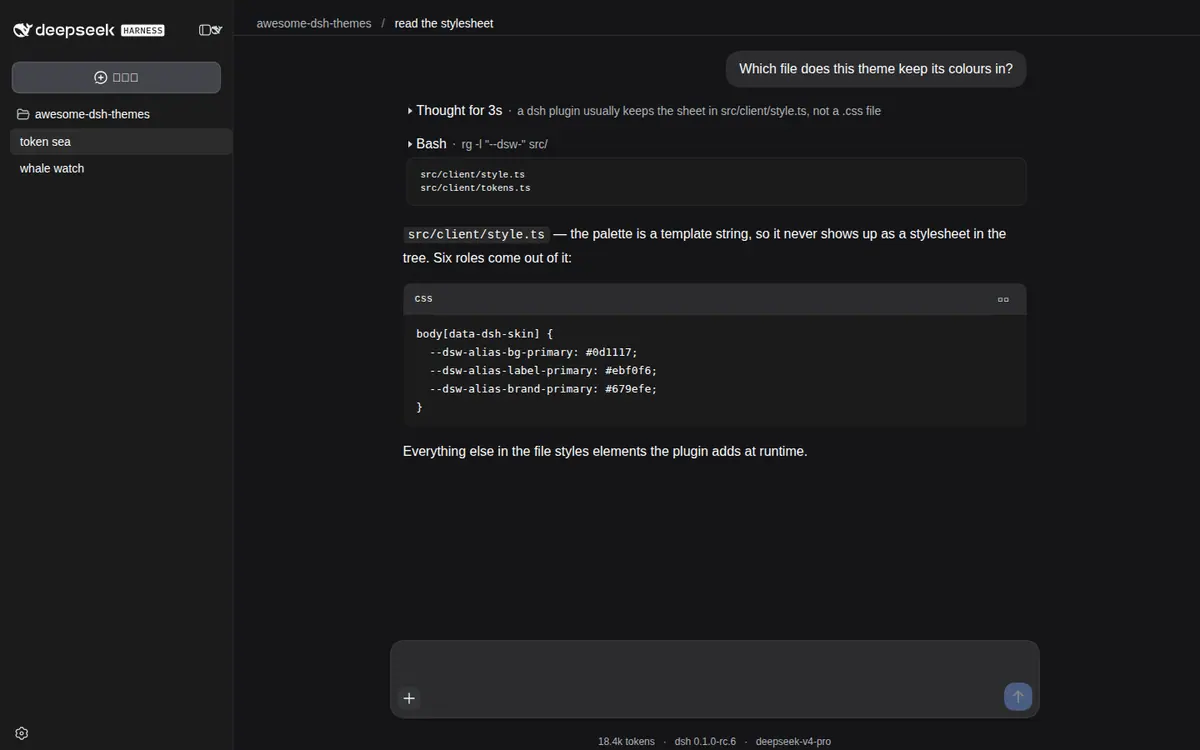 deepseek HARNESS
awesome-dsh-themes
token sea
whale watch
awesome-dsh-themes / read the stylesheet
Which file does this theme keep its colours in?
Thought for 3s · a dsh plugin usually keeps the sheet in src/client/style.ts, not a .css file
Bash · rg -l "--dsw-" src/
src/client/style.ts
src/client/tokens.ts
src/client/style.ts — the palette is a template string, so it never shows up as a stylesheet in the
tree. Six roles come out of it:
css
body[data-dsh-skin] {
--dsw-alias-bg-primary: #0d1117;
--dsw-alias-label-primary: #ebf0f6;
--dsw-alias-brand-primary: #679efe;
}
Everything else in the file styles elements the plugin adds at runtime.
18.4k tokens · dsh 0.1.0-rc.6 · deepseek-v4-pro